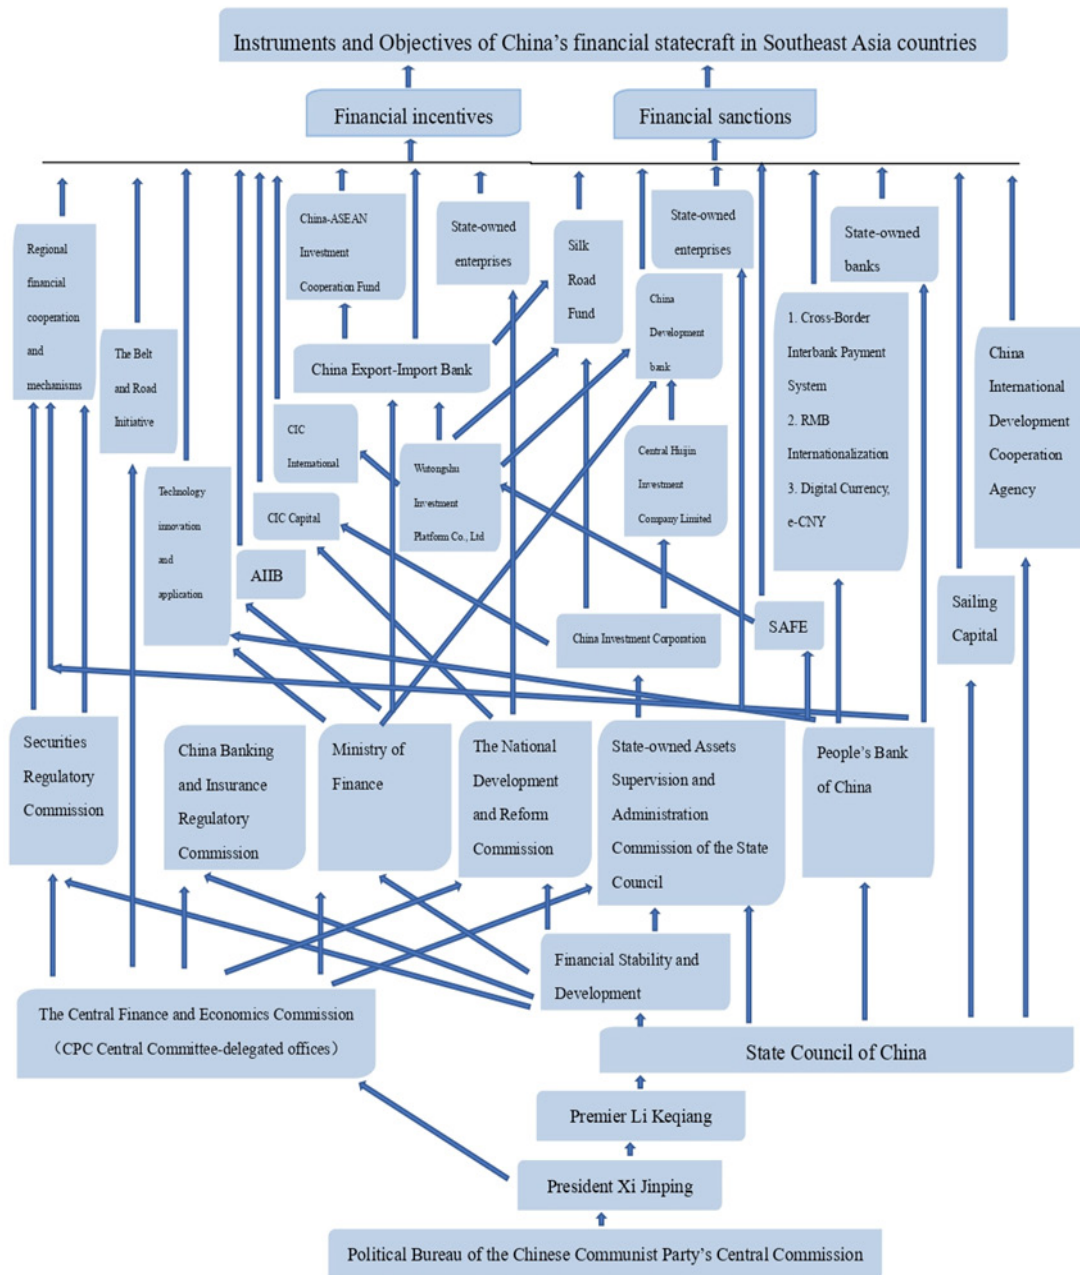 Instruments and Objectives of China's financial statecraft in Southeast Asia countries
Financial incentives
Financial sanctions
Regional
financial
cooperation
and
mechanisms
The Belt
and Road
Initiative
China-ASEAN
Investment
Cooperation Fund
State-owned
enterprises
Silk
Road
Fund
State-owned
enterprises
State-owned
banks
China Export-Import Bank
China
Development
bank
1. Cross-Border
Interbank Payment
System
2. RMB
Internationalization
3. Digital Currency,
e-CNY
China
International
Development
Cooperation
Agency
CIC
International
Wutongshu
Investment
Platform Co., Ltd
Central Huijin
Investment
Company Limited
Technology
innovation
and
application
CIC Capital
AIIB
China Investment Corporation
SAFE
Sailing
Capital
Securities
Regulatory
Commission
China Banking
and Insurance
Regulatory
Commission
Ministry of
Finance
The National
Development
and Reform
Commission
State-owned Assets
Supervision and
Administration
Commission of the State
Council
People's Bank
of China
Financial Stability and
Development
The Central Finance and Economics Commission
（CPC Central Committee-delegated offices）
State Council of China
Premier Li Keqiang
President Xi Jinping
Political Bureau of the Chinese Communist Party's Central Commission